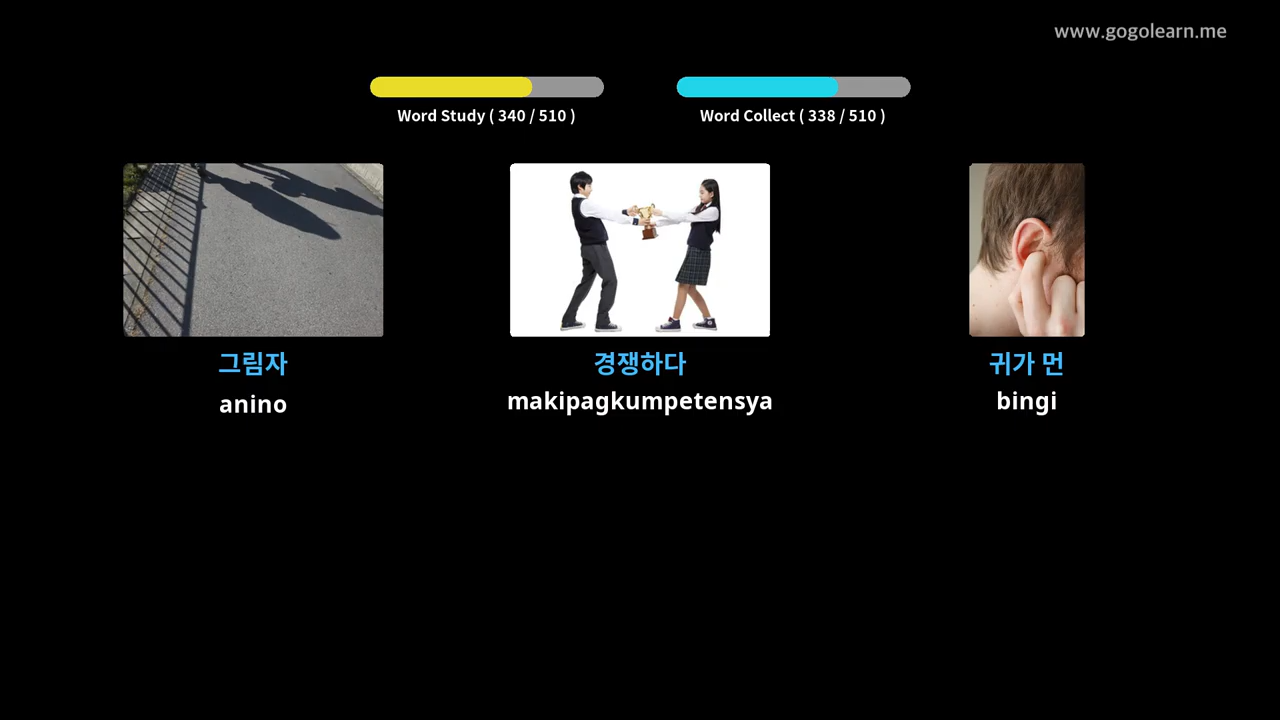 www.gogolearn.me
Word Study ( 340 / 510 )
Word Collect ( 338 / 510 )
그림자
경쟁하다
귀가 먼
anino
makipagkumpetensya
bingi